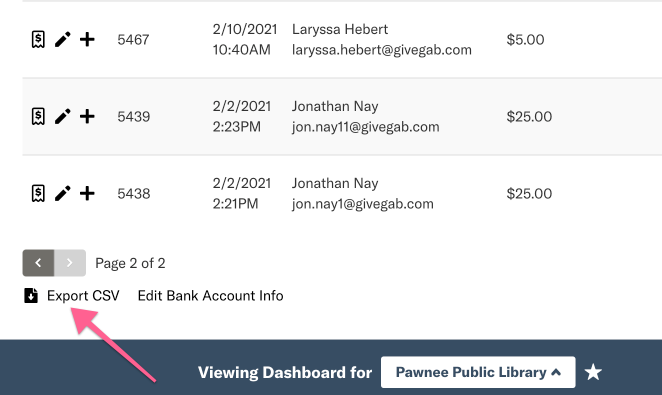 5467 2/10/2021 Laryssa Hebert $5.00
10:40AM laryssa.hebert@givegab.com
5439 2/2/2021 Jonathan Nay $25.00
2:23PM jon.nay11@givegab.com
5438 2/2/2021 Jonathan Nay $25.00
2:21PM jon.nay1@givegab.com
Page 2 of 2
Export CSV Edit Bank Account Info
Viewing Dashboard for Pawnee Public Library